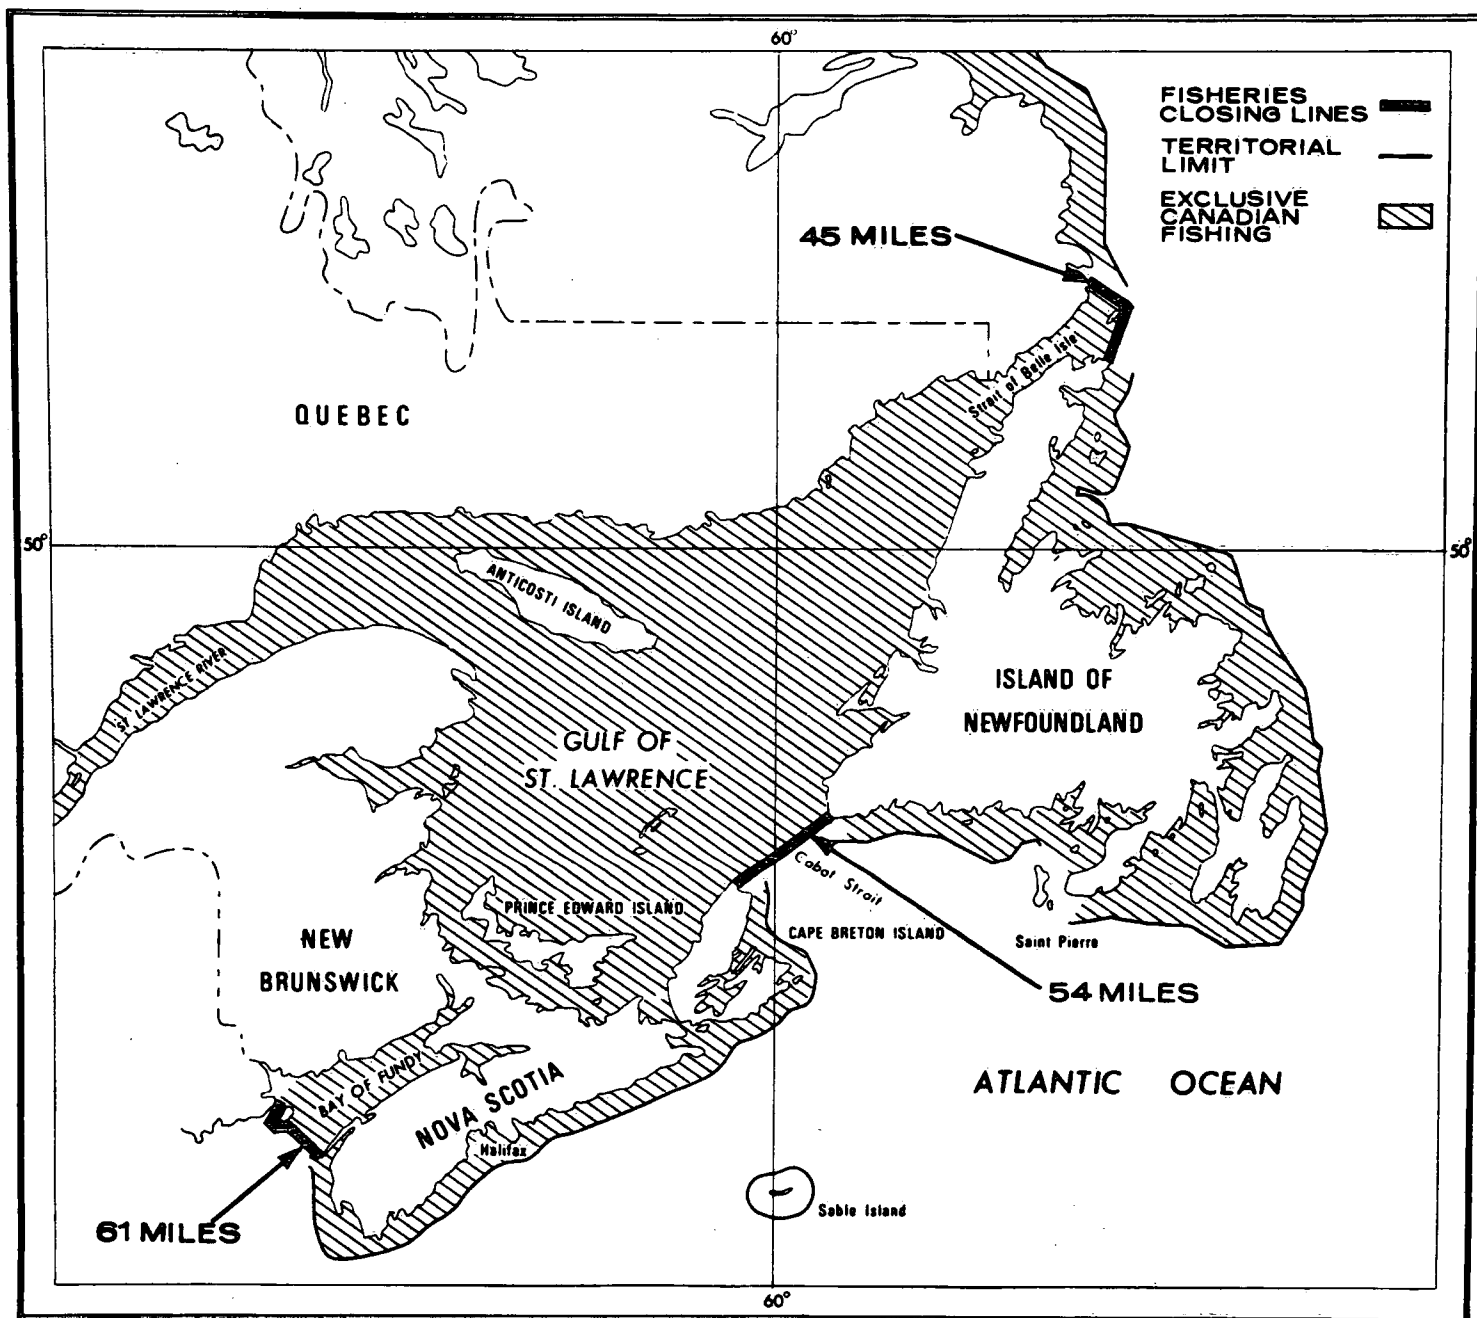 60°
FISHERIES
CLOSING LINES
TERRITORIAL
LIMIT
EXCLUSIVE
CANADIAN
FISHING
45 MILES
Strait of Belle Isle
QUEBEC
50°
50°
ANTICOSTI ISLAND
ST. LAWRENCE RIVER
ISLAND OF
NEWFOUNDLAND
GULF OF
ST. LAWRENCE
Cabot Strait
PRINCE EDWARD ISLAND
CAPE BRETON ISLAND
Saint Pierre
NEW
BRUNSWICK
54 MILES
BAY OF FUNDY
NOVA SCOTIA
ATLANTIC OCEAN
Halifax
Sable Island
61 MILES
60°